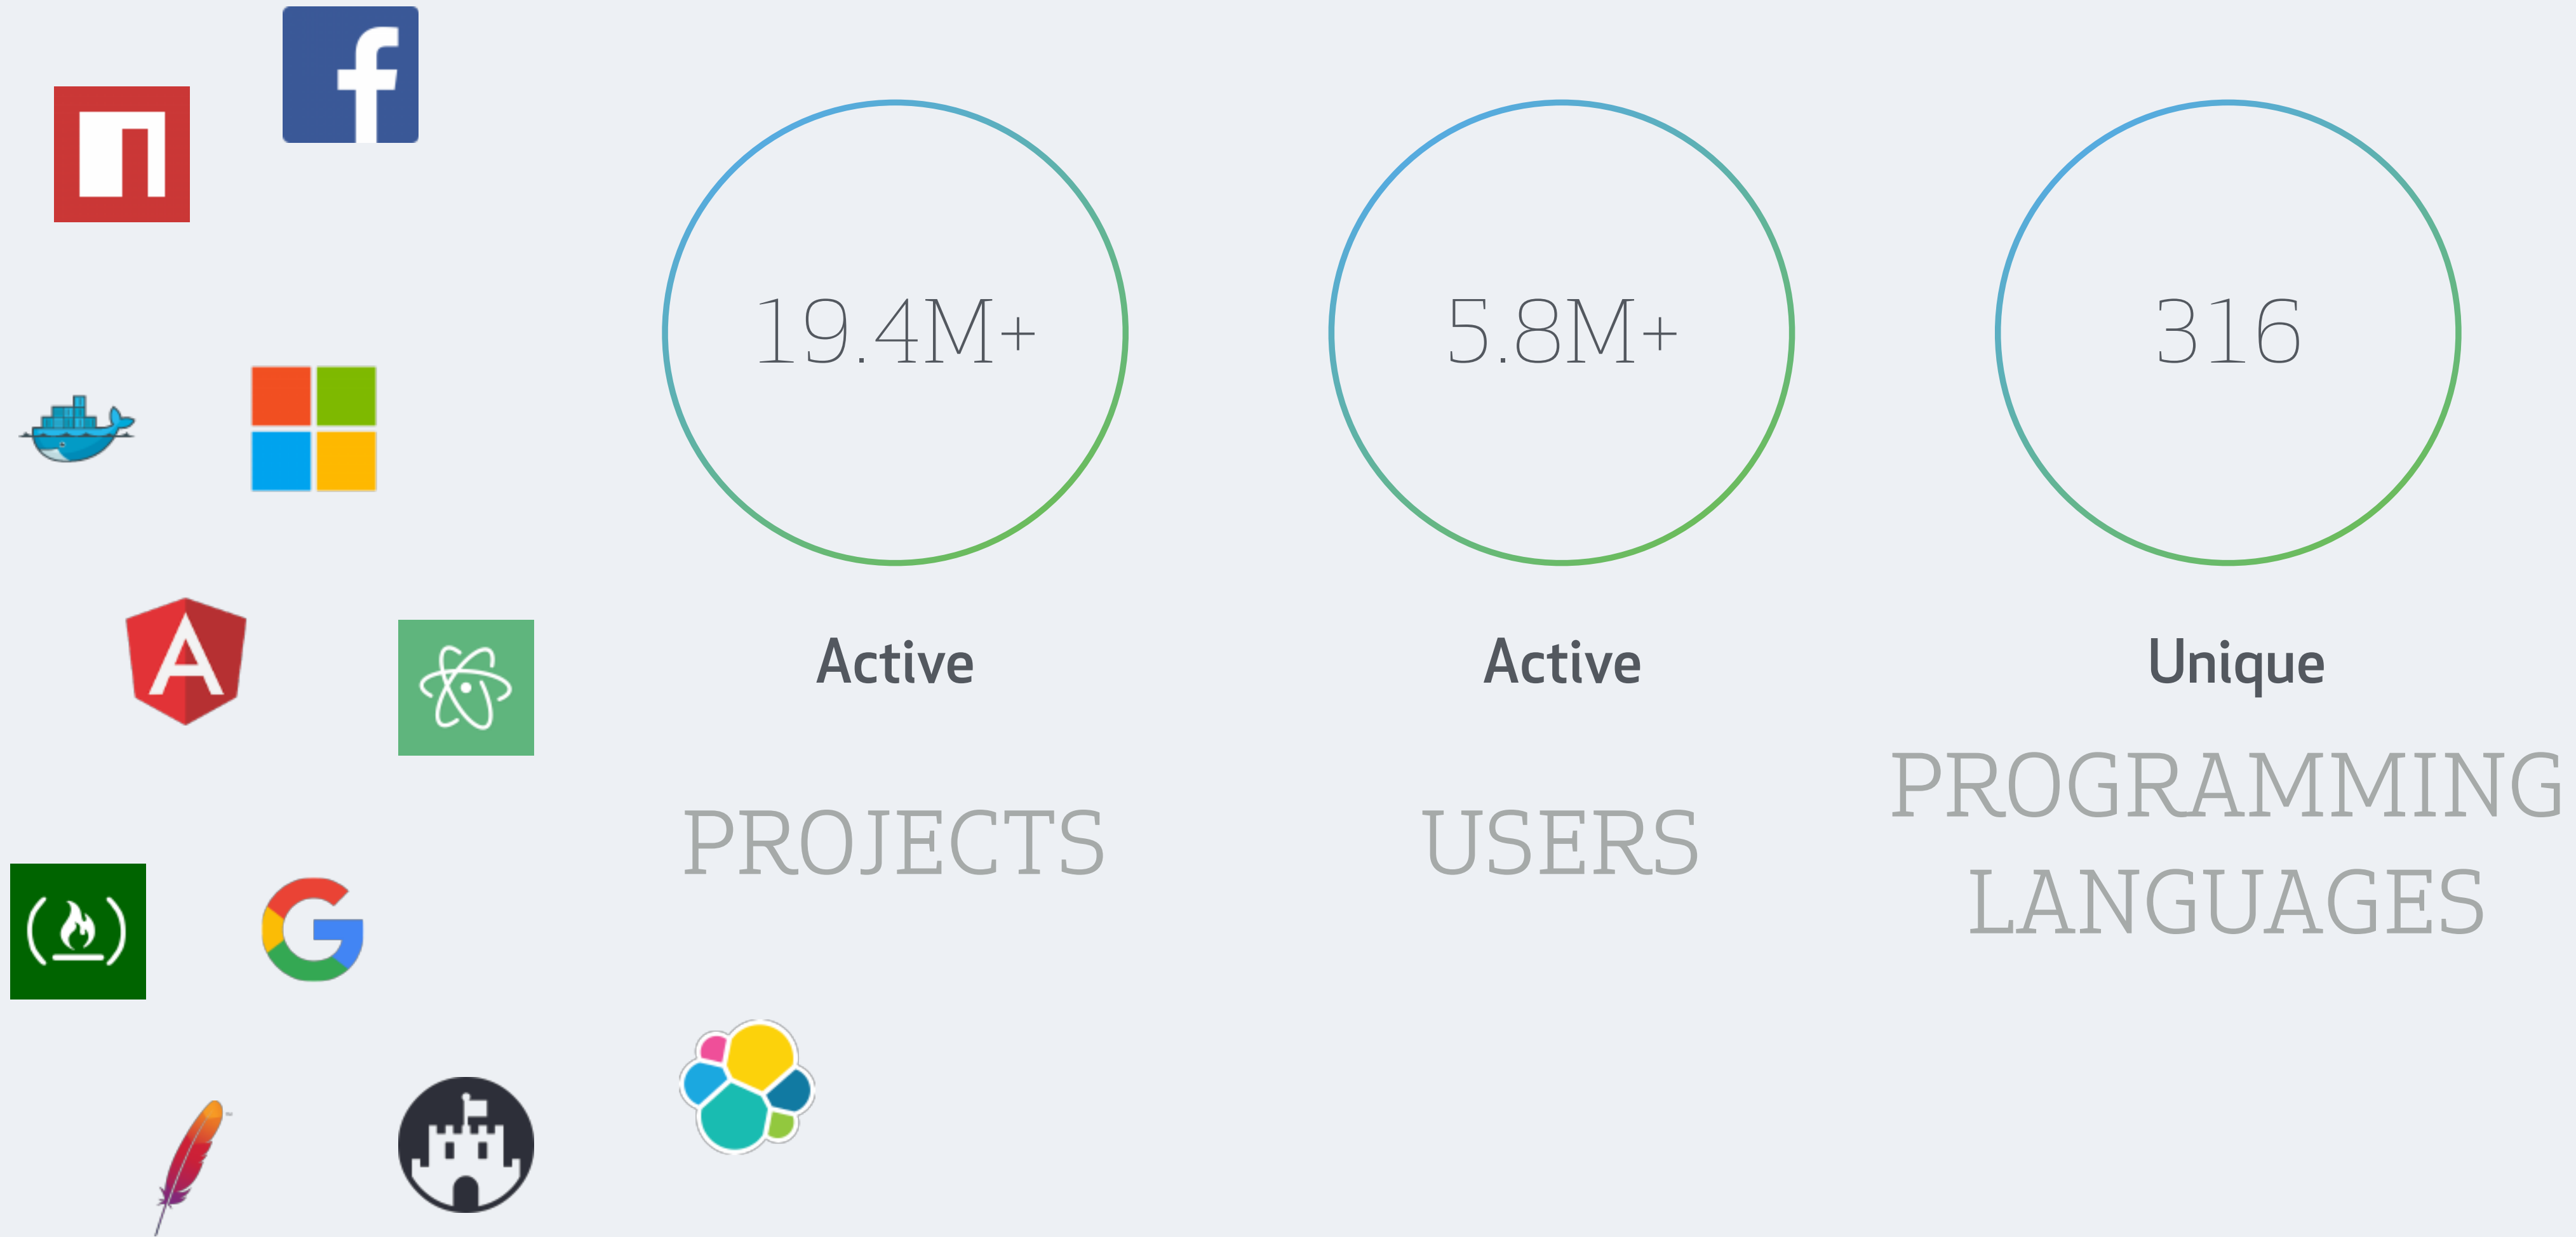 19.4M+
Active
PROJECTS
5.8M+
Active
USERS
316
Unique
PROGRAMMING
LANGUAGES